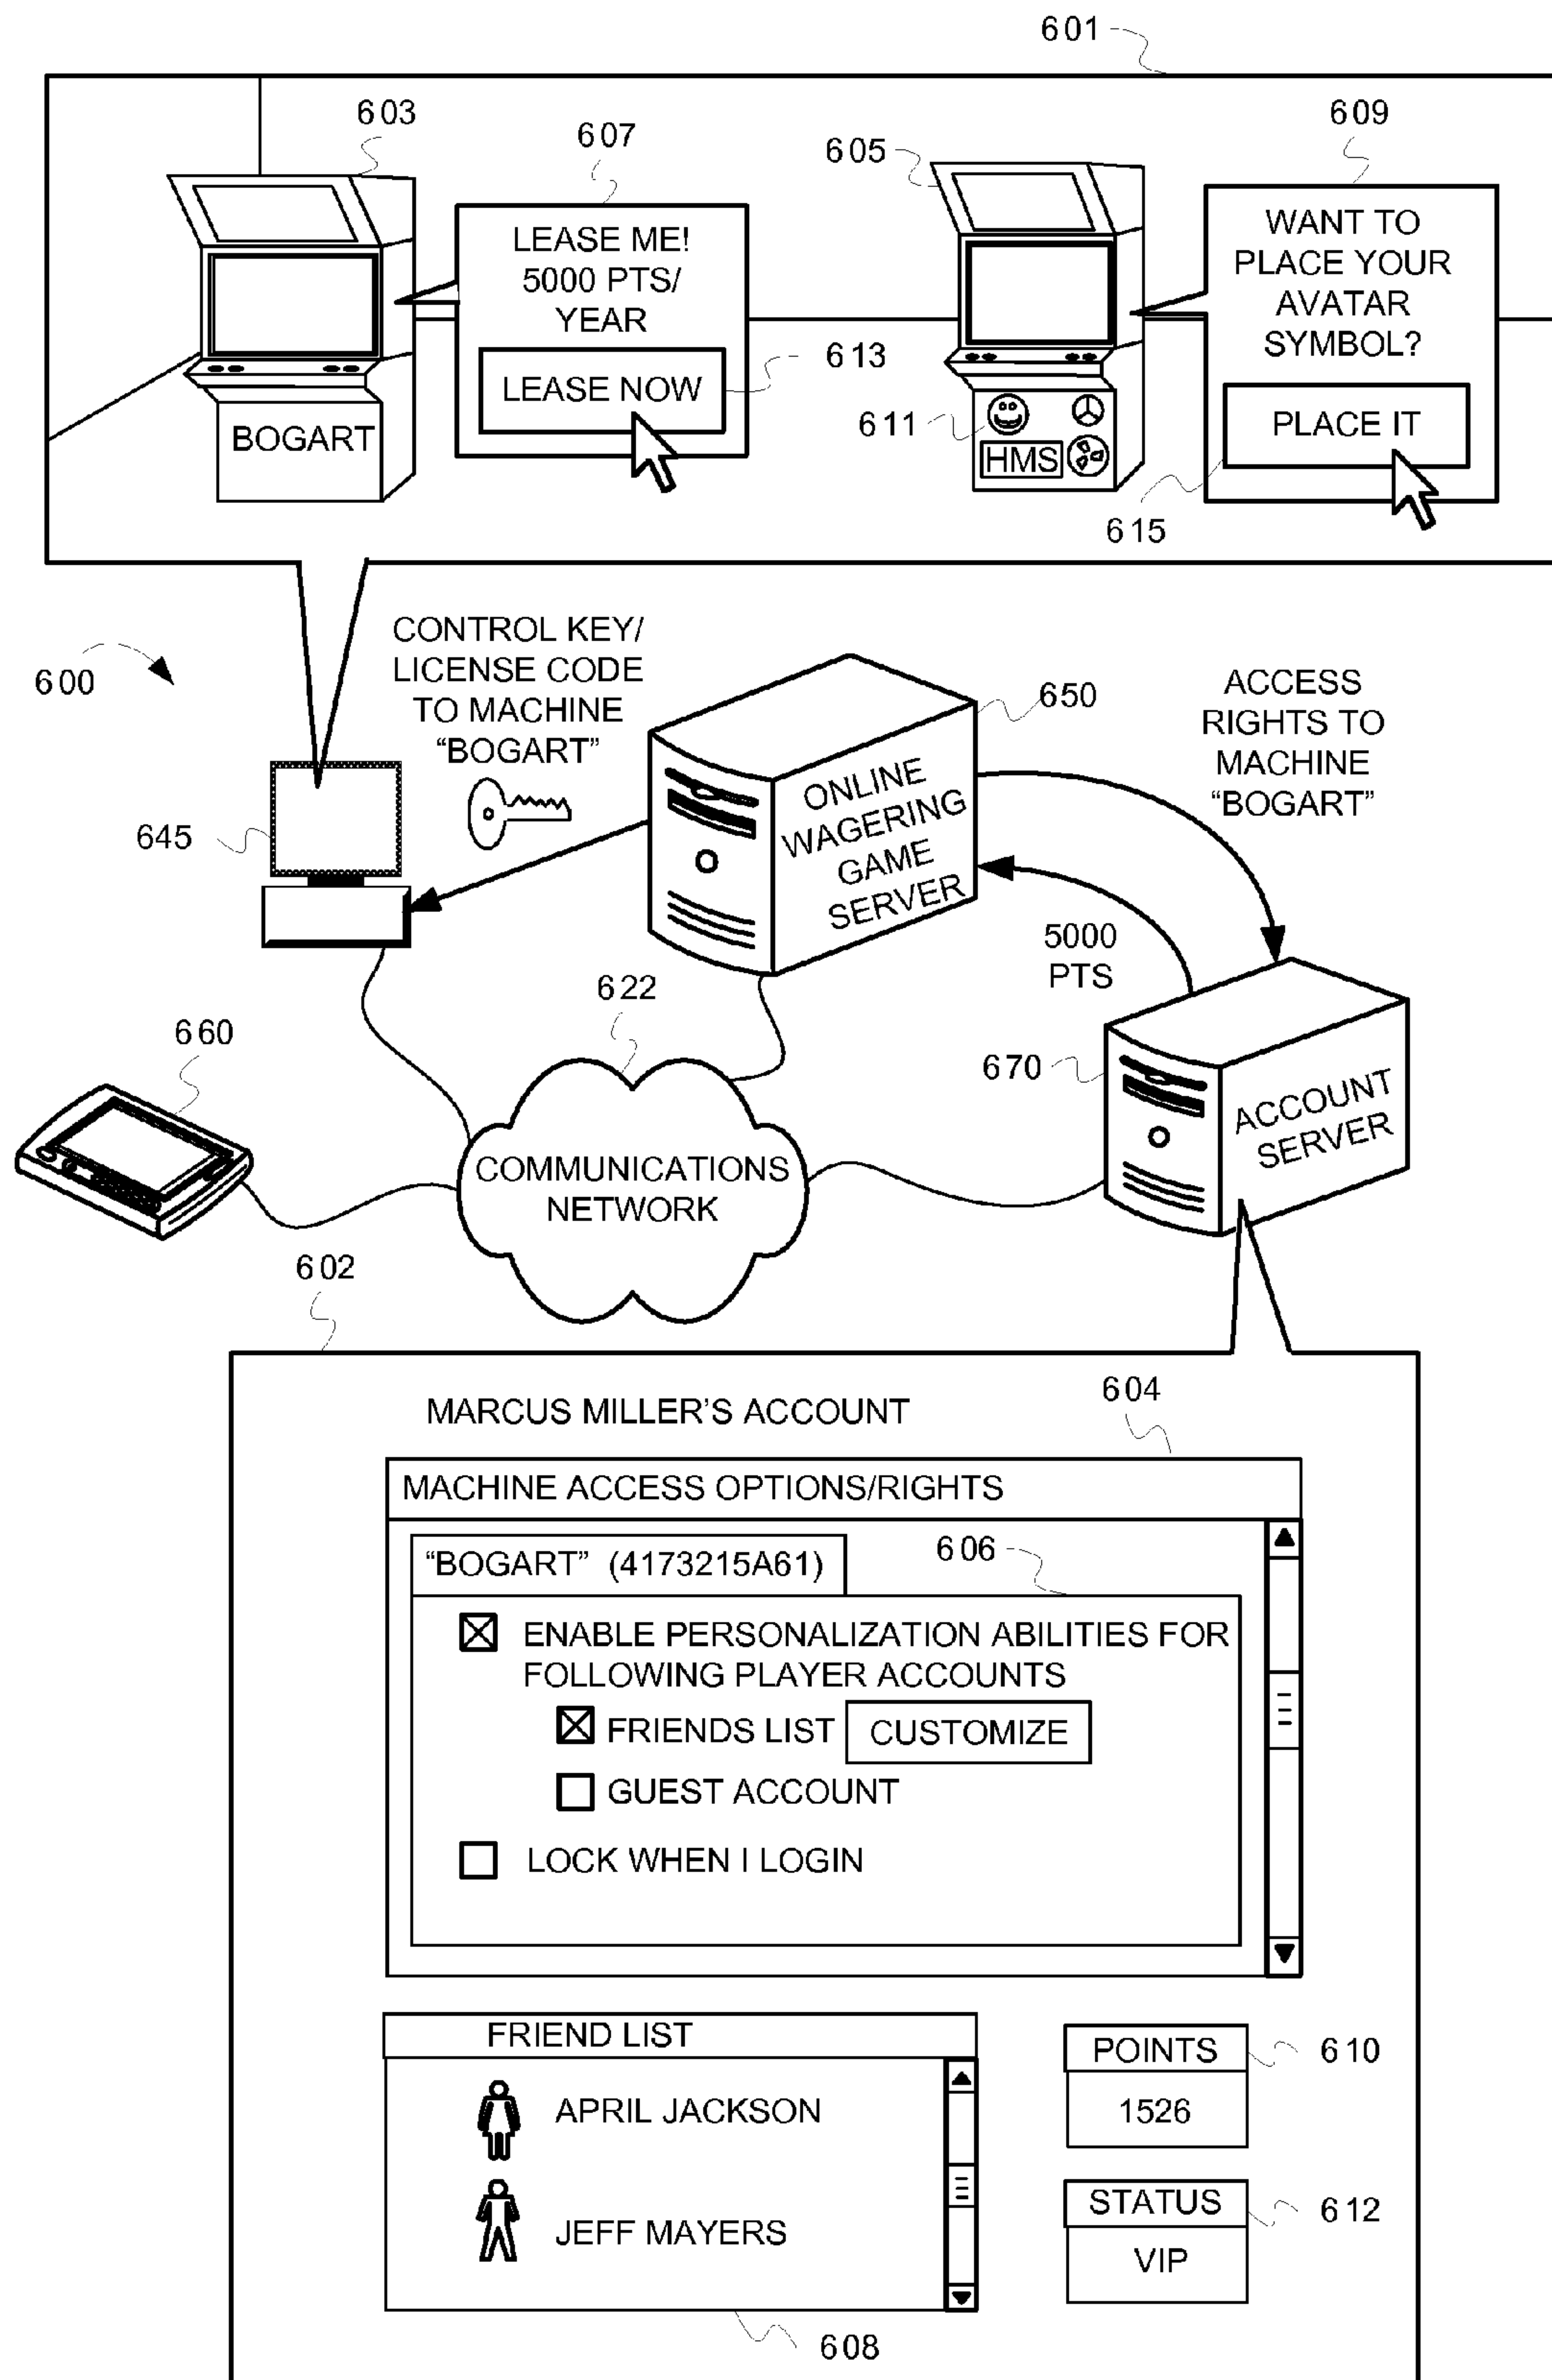 601
603
607
605
609
LEASE ME!
5000 PTS/
YEAR
LEASE NOW
613
BOGART
WANT TO
PLACE YOUR
AVATAR
SYMBOL?
PLACE IT
611
HMS
615
600
CONTROL KEY/
LICENSE CODE
TO MACHINE
“BOGART”
645
650
ONLINE
WAGERING
GAME
SERVER
ACCESS
RIGHTS TO
MACHINE
“BOGART”
5000
PTS
622
660
670
ACCOUNT
SERVER
COMMUNICATIONS
NETWORK
602
604
MARCUS MILLER’S ACCOUNT
MACHINE ACCESS OPTIONS/RIGHTS
“BOGART” (4173215A61)
606
ENABLE PERSONALIZATION ABILITIES FOR
FOLLOWING PLAYER ACCOUNTS
FRIENDS LIST
CUSTOMIZE
GUEST ACCOUNT
LOCK WHEN I LOGIN
FRIEND LIST
APRIL JACKSON
JEFF MAYERS
608
POINTS
1526
610
STATUS
VIP
612